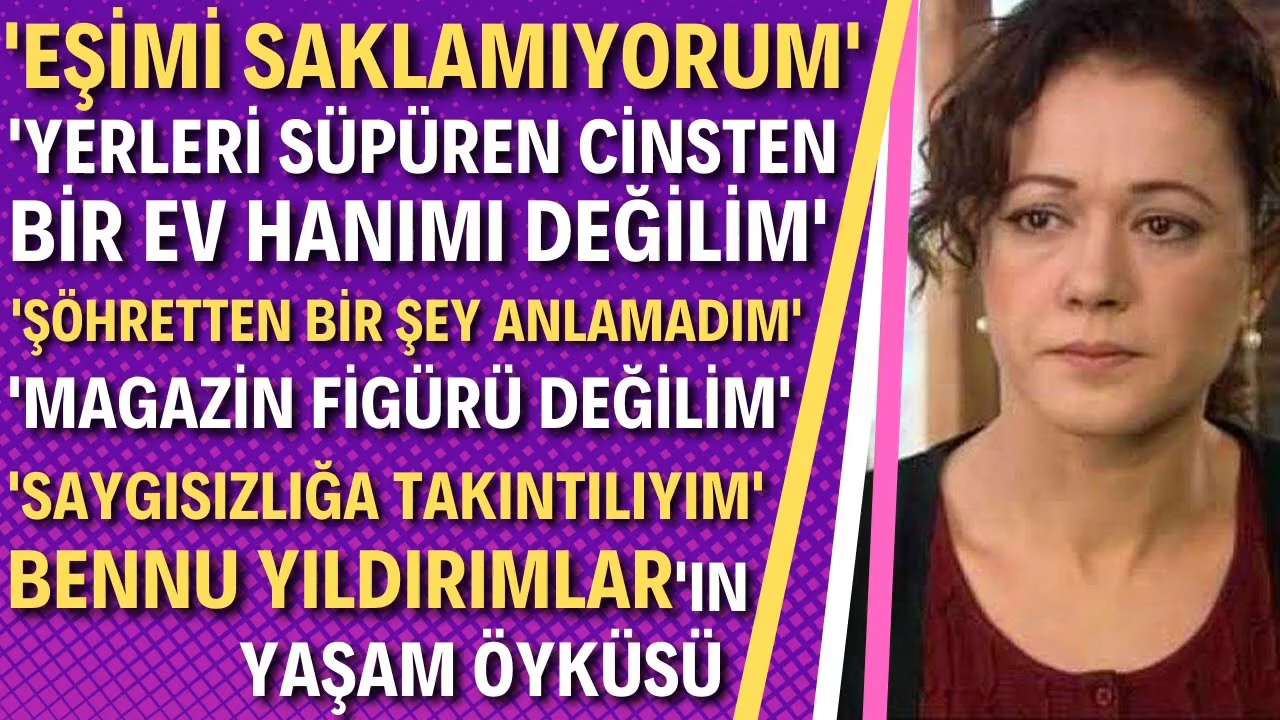 'EŞİMİ SAKLAMIYORUM'
'YERLERİ SÜPÜREN CİNSTEN
BİR EV HANIMI DEĞİLİM'
'ŞÖHRETTEN BİR ŞEY ANLAMADIM'
'MAGAZİN FİGÜRÜ DEĞİLİM'
'SAYGISIZLIĞA TAKINTILIYIM'
BENNU YILDIRIMLAR'IN
YAŞAM ÖYKÜSÜ